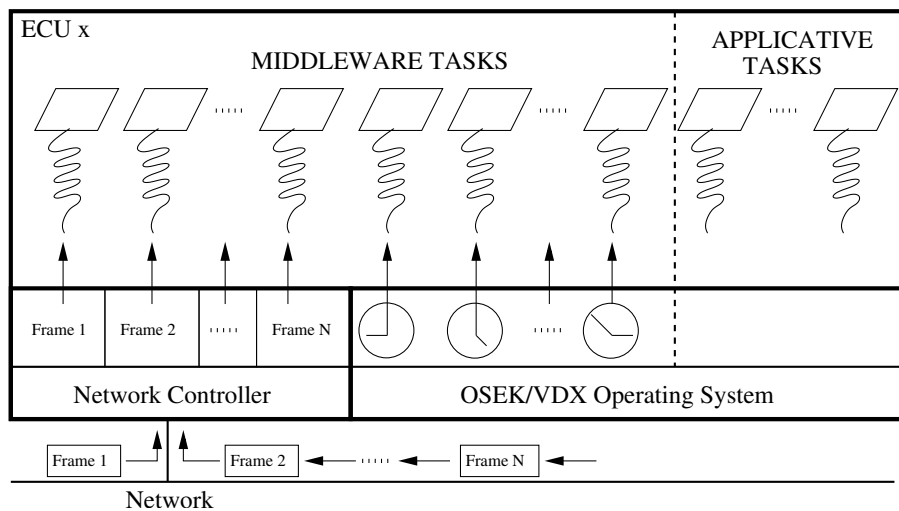 ECU x
MIDDLEWARE TASKS
APPLICATIVE
TASKS
Frame 1
Frame 2
Frame N
Network Controller
OSEK/VDX Operating System
Frame 1
Frame 2
Frame N
Network